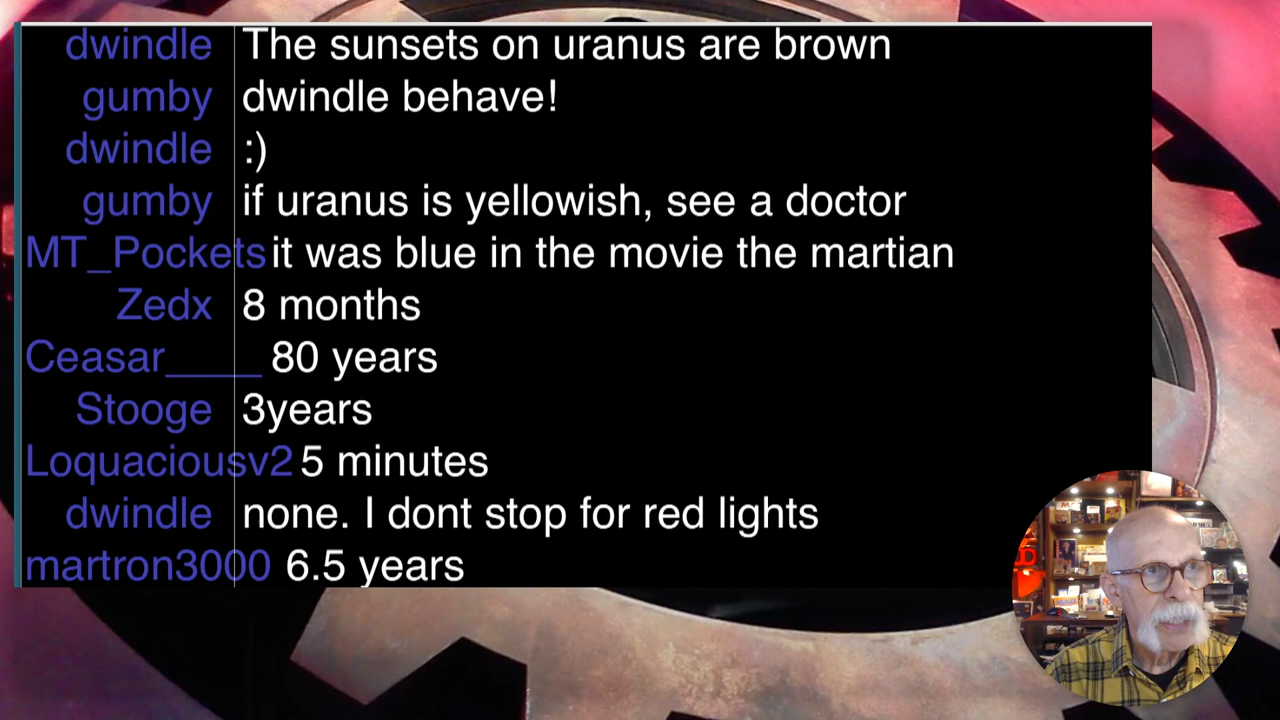 dwindle The sunsets on uranus are brown
gumby dwindle behave!
dwindle :)
gumby if uranus is yellowish, see a doctor
MT_Pockets it was blue in the movie the martian
Zedx 8 months
Ceasar____ 80 years
Stooge 3years
Loquaciousv2 5 minutes
dwindle none. I dont stop for red lights
martron3000 6.5 years